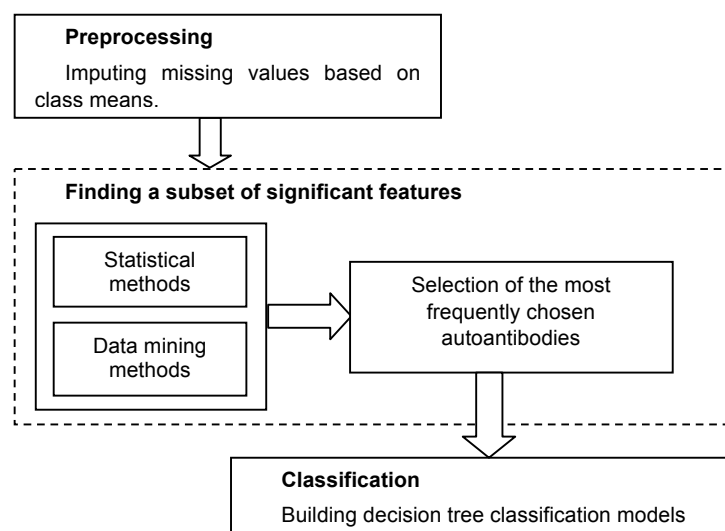 Preprocessing
Imputing missing values based on
class means.
Finding a subset of significant features
Statistical
methods
Data mining
methods
Selection of the most
frequently chosen
autoantibodies
Classification
Building decision tree classification models